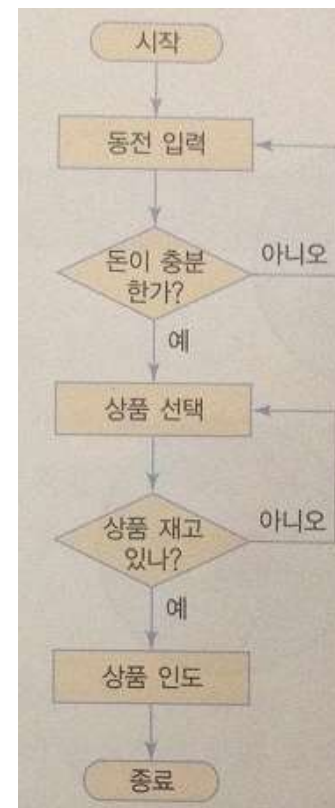 시작
동전 입력
돈이 충분
한가?
아니오
예
상품 선택
상품 재고
있나?
아니오
예
상품 인도
종료